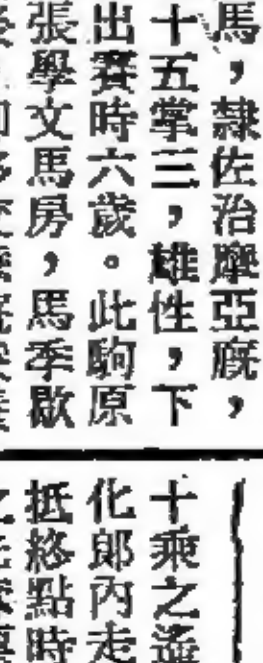 馬，隸佐治摩亞廐，
十五掌三，雄性，下
出賽時六歲。此駒原
張學文馬房，馬季歇
十乘之遙
化郎內走
抵終點時